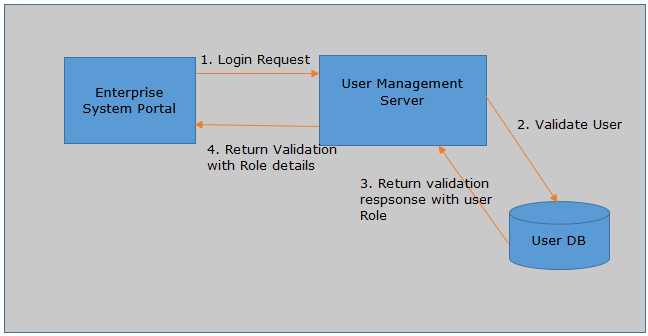 1. Login Request
Enterprise
System Portal
User Management
Server
2. Validate User
4. Return Validation
with Role details
3. Return validation
respsonse with user
Role
User DB